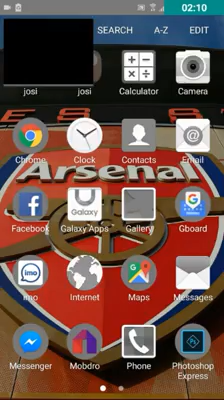 02:10
SEARCH A-Z EDIT
josi josi Calculator Camera
Chrome Clock Contacts Email
Arsenal
Facebook Galaxy Apps Gallery Gboard
imo Internet Maps Messages
Messenger Mobdro Phone Photoshop Express